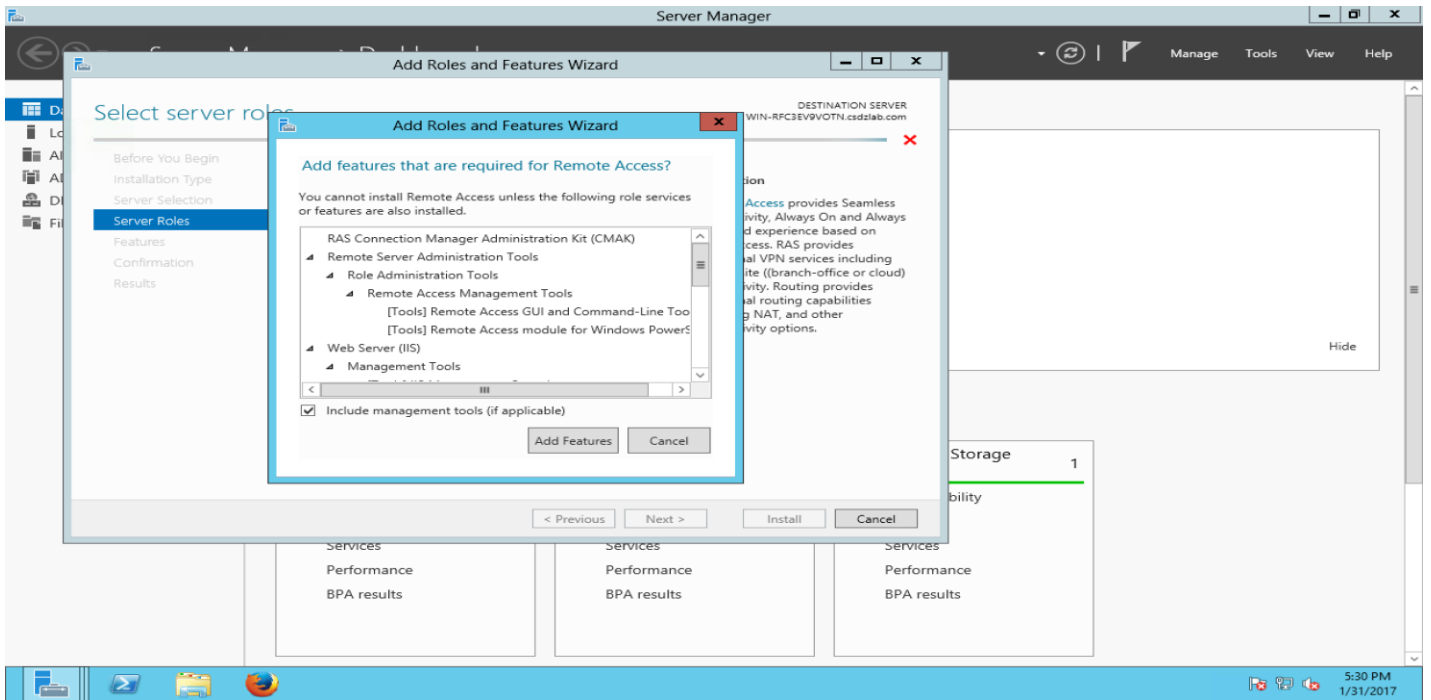 Server Manager
Manage
Tools
View
Help
Add Roles and Features Wizard
Select server roles
DESTINATION SERVER
WIN-RFC3EV9VOTN.csdzlab.com
Before You Begin
Installation Type
Server Selection
Server Roles
Features
Confirmation
Results
Add Roles and Features Wizard
Add features that are required for Remote Access?
You cannot install Remote Access unless the following role services
or features are also installed.
RAS Connection Manager Administration Kit (CMAK)
Remote Server Administration Tools
Role Administration Tools
Remote Access Management Tools
[Tools] Remote Access GUI and Command-Line Too
[Tools] Remote Access module for Windows PowerS
Web Server (IIS)
Management Tools
Include management tools (if applicable)
Add Features
Cancel
Access provides Seamless
ivity, Always On and Always
d experience based on
cess. RAS provides
al VPN services including
ite ((branch-office or cloud)
ivity. Routing provides
al routing capabilities
g NAT, and other
ivity options.
< Previous
Next >
Install
Cancel
Hide
Storage
1
bility
Services
Performance
BPA results
Services
Performance
BPA results
Services
Performance
BPA results
5:30 PM
1/31/2017